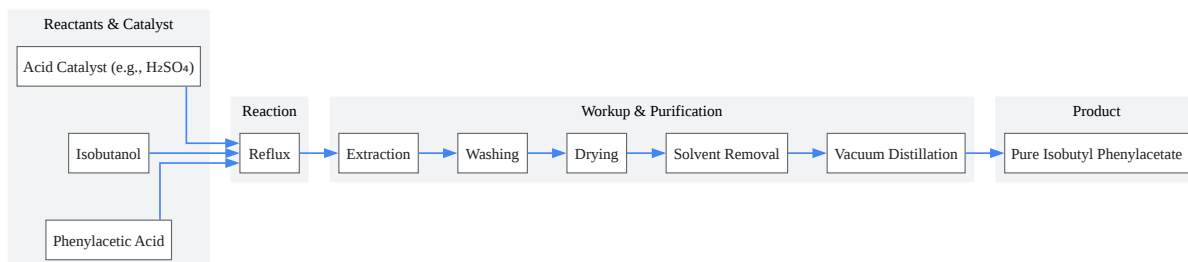 Reactants & Catalyst
Acid Catalyst (e.g., H₂SO₄)
Isobutanol
Phenylacetic Acid
Reaction
Reflux
Workup & Purification
Extraction
Washing
Drying
Solvent Removal
Vacuum Distillation
Product
Pure Isobutyl Phenylacetate